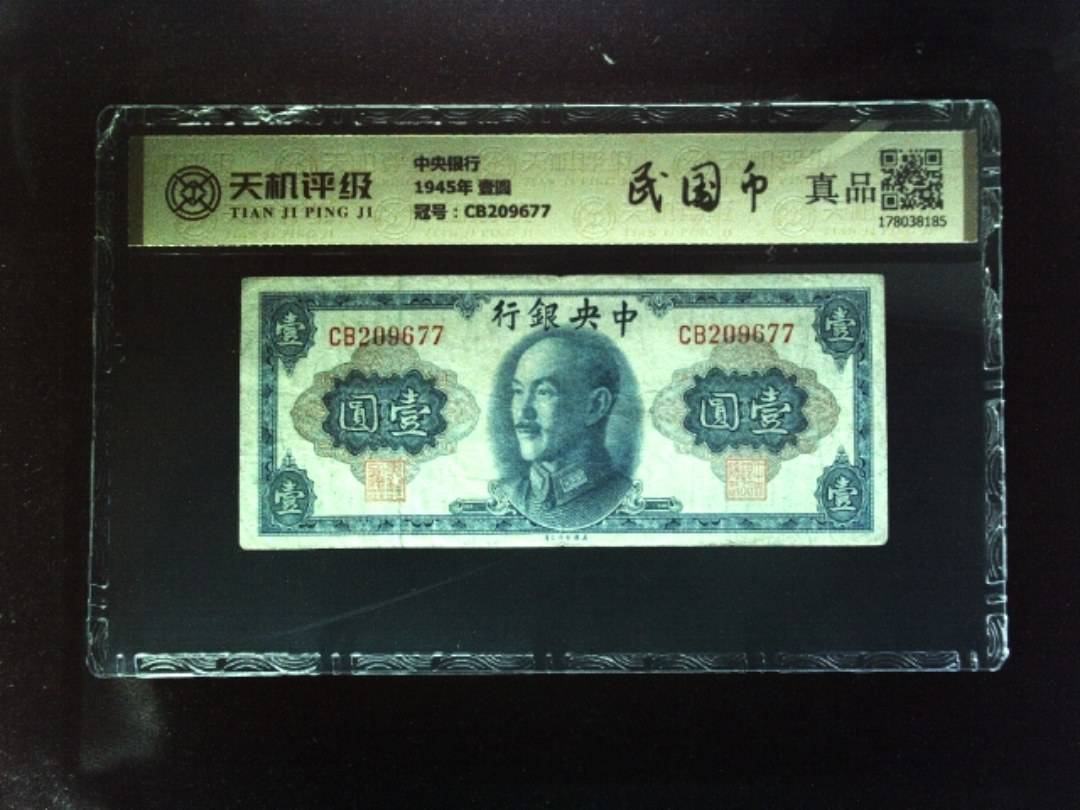 天机评级
TIAN JI PING JI
中央银行
1945年 壹圆
冠号：CB209677
民国币
真品
178038185
行銀央中
CB209677
CB209677
壹
壹
圓壹
圓壹
壹
壹